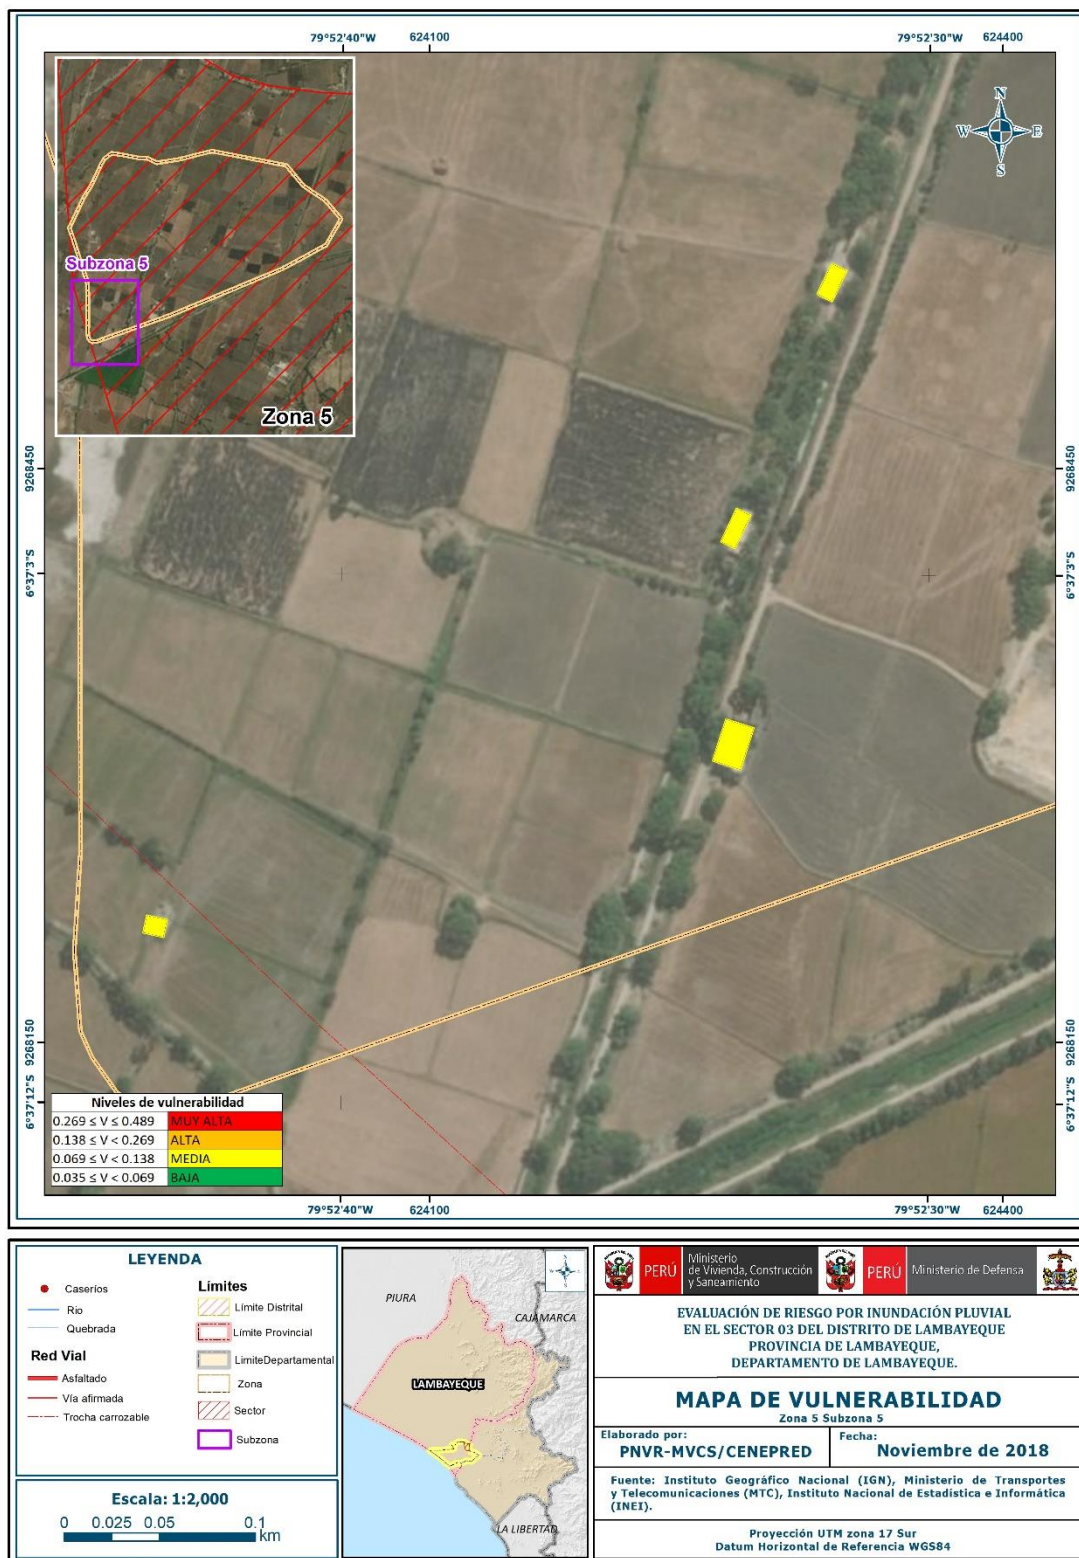 79°52'40"W 624100 79°52'30"W 624400
N
W E
S
Subzona 5
Zona 5
9268450 9268450
6°37'3"S 6°37'3"S
9268150 9268150
6°37'12"S 6°37'12"S
Niveles de vulnerabilidad
0.269 ≤ V ≤ 0.489 MUY ALTA
0.138 ≤ V < 0.269 ALTA
0.069 ≤ V < 0.138 MEDIA
0.035 ≤ V < 0.069 BAJA
79°52'40"W 624100 79°52'30"W 624400
LEYENDA
Caseríos
Rio
Quebrada
Red Vial
Asfaltado
Vía afirmada
Trocha carrozable
Límites
Límite Distrital
Límite Provincial
LimiteDepartamental
Zona
Sector
Subzona
Escala: 1:2,000
0 0.025 0.05 0.1
km
PIURA
CAJAMARCA
LAMBAYEQUE
LA LIBERTAD
PERÚ
Ministerio
de Vivienda, Construcción
y Saneamiento
PERÚ
Ministerio de Defensa
EVALUACIÓN DE RIESGO POR INUNDACIÓN PLUVIAL
EN EL SECTOR 03 DEL DISTRITO DE LAMBAYEQUE
PROVINCIA DE LAMBAYEQUE,
DEPARTAMENTO DE LAMBAYEQUE.
MAPA DE VULNERABILIDAD
Zona 5 Subzona 5
Elaborado por:
PNVR-MVCS/CENEPRED
Fecha:
Noviembre de 2018
Fuente: Instituto Geográfico Nacional (IGN), Ministerio de Transportes
y Telecomunicaciones (MTC), Instituto Nacional de Estadística e Informática
(INEI).
Proyección UTM zona 17 Sur
Datum Horizontal de Referencia WGS84